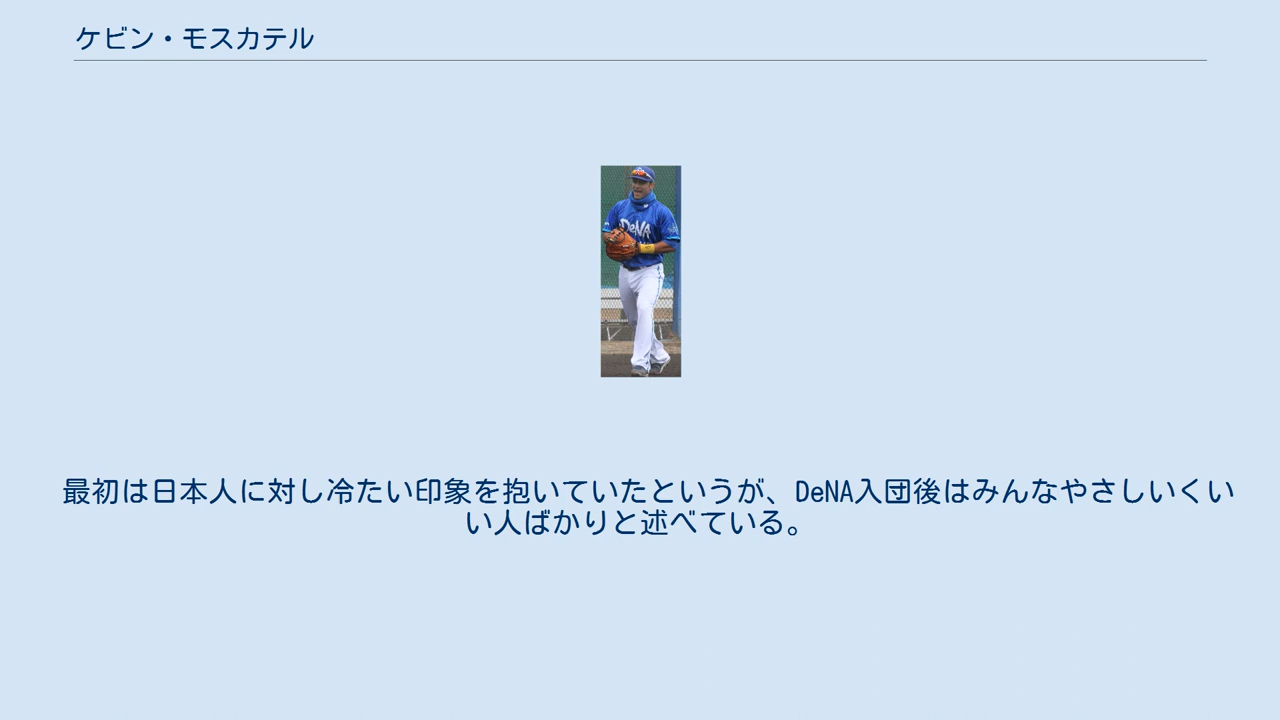 ケビン・モスカテル
DeNA
最初は日本人に対し冷たい印象を抱いていたというが、DeNA入団後はみんなやさしいくい
い人ばかりと述べている。